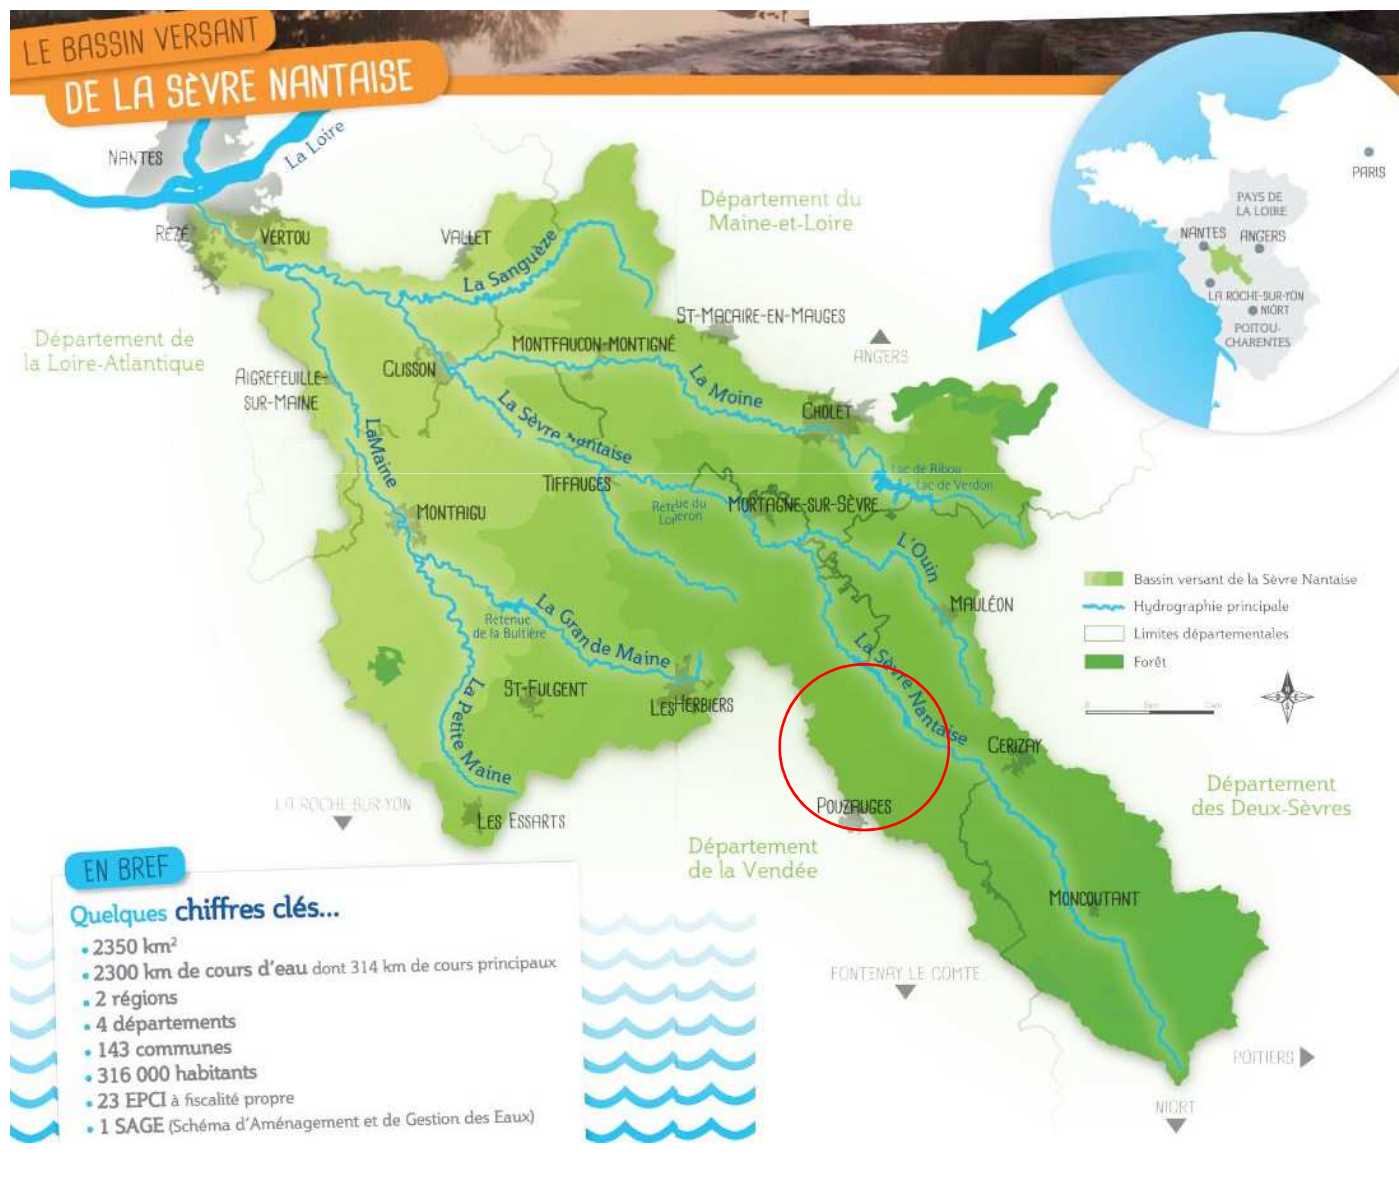 LE BASSIN VERSANT
DE LA SÈVRE NANTAISE
NANTES
La Loire
REZÉ
VERTOU
VALLET
La Sanguèze
Département du
Maine-et-Loire
PARIS
PAYS DE
LA LOIRE
NANTES
ANGERS
LA ROCHE-SUR-YON
NIORT
POITOU-
CHARENTES
Département de
la Loire-Atlantique
ST-MACAIRE-EN-MAUGES
ANGERS
MONTFAUCON-MONTIGNÉ
CLISSON
AIGREFEUILLE-
SUR-MAINE
La Moine
CHOLET
La Sèvre Nantaise
La Maine
Lac de Ribou
Lac de Verdon
TIFFAUGES
Retenue du
Longeron
MORTAGNE-SUR-SÈVRE
MONTAIGU
L'Ouin
MAULÉON
Bassin versant de la Sèvre Nantaise
Hydrographie principale
Limites départementales
Forêt
N
S
La Grande Maine
Retenue
de la Bultière
ST-FULGENT
LES HERBIERS
La Sèvre Nantaise
La Petite Maine
CERIZAY
Département
des Deux-Sèvres
LA ROCHE SUR YON
LES ESSARTS
POUZAUGES
Département
de la Vendée
MONCOUTANT
FONTENAY LE COMTE
POITIERS
NIORT
EN BREF
Quelques chiffres clés...
• 2350 km²
• 2300 km de cours d'eau dont 314 km de cours principaux
• 2 régions
• 4 départements
• 143 communes
• 316 000 habitants
• 23 EPCI à fiscalité propre
• 1 SAGE (Schéma d'Aménagement et de Gestion des Eaux)